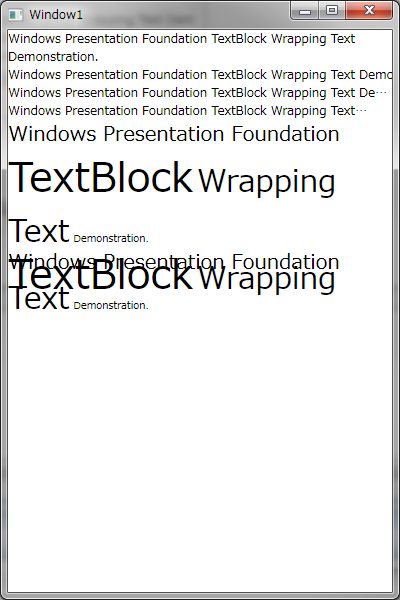 Window1
Windows Presentation Foundation TextBlock Wrapping Text
Demonstration.
Windows Presentation Foundation TextBlock Wrapping Text Demo
Windows Presentation Foundation TextBlock Wrapping Text De…
Windows Presentation Foundation TextBlock Wrapping Text…
Windows Presentation Foundation
TextBlock Wrapping
Text Demonstration.
Windows Presentation Foundation
TextBlock Wrapping
Text Demonstration.